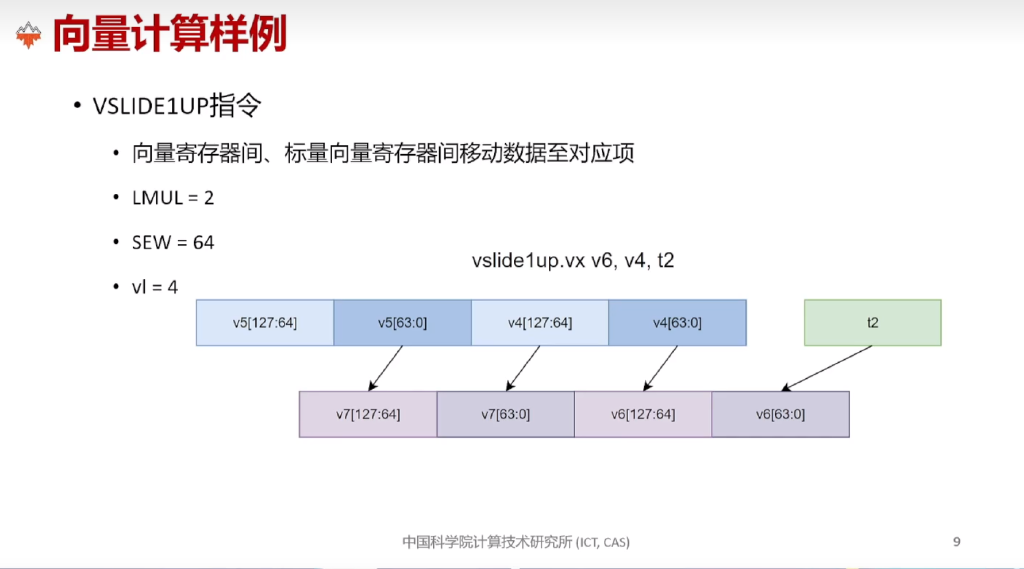 向量计算样例
• VSLIDE1UP指令
• 向量寄存器间、标量向量寄存器间移动数据至对应项
• LMUL = 2
• SEW = 64
• vl = 4
vslide1up.vx v6, v4, t2
v5[127:64] v5[63:0] v4[127:64] v4[63:0] t2
v7[127:64] v7[63:0] v6[127:64] v6[63:0]
中国科学院计算技术研究所 (ICT, CAS) 9